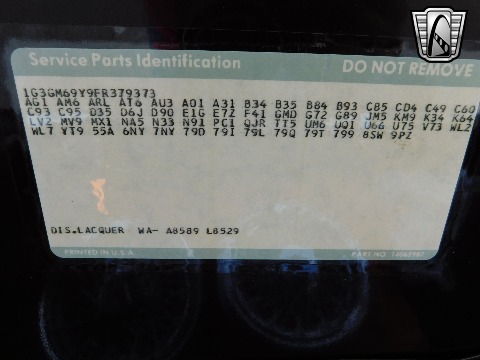 Service Parts Identification
DO NOT REMOVE
1G3GM69Y9FR379373
AG1 AM6 ARL AT6 AU3 A01 A31 B34 B35 B84 B93 C85 CD4 C49 C60
C93 C95 D35 D6J D90 E1G E7Z F41 GMD G72 G89 JM5 KM9 K34 K64
LV2 MV9 MX1 NA5 N33 N91 PC1 QJR TT5 UM6 UQ1 U66 U75 V73 WL2
WL7 YT9 55A 6NY 7NY 79D 79I 79L 79Q 79T 799 8SW 9PZ
DIS.LACQUER WA- A8589 L8529
PRINTED IN U.S.A.
PART NO.